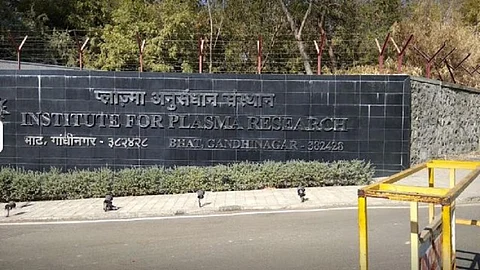 प्लाज़्मा अनुसंधान संस्थान
INSTITUTE FOR PLASMA RESEARCH
भाट, गांधीनगर - ३८२४२८
BHAT, GANDHINAGAR - 382428